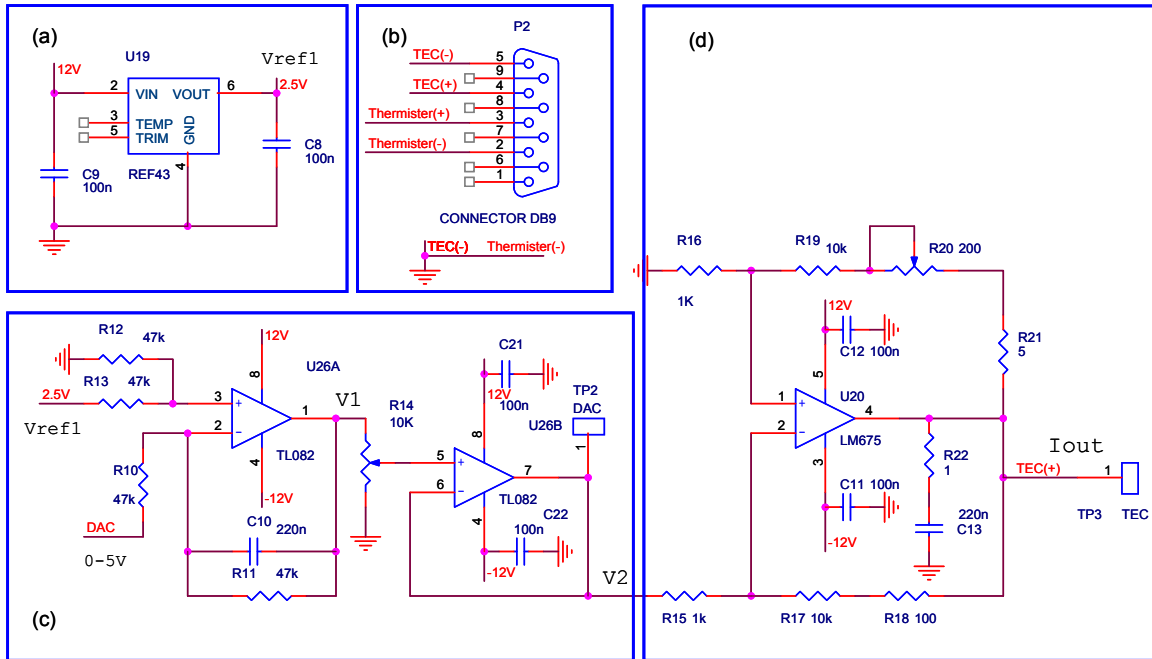 (a)
U19
12V
Vref1
2.5V
2
VIN
VOUT
6
3
TEMP
5
TRIM
GND
4
REF43
C9
100n
C8
100n
(b)
P2
TEC(-)
5
9
TEC(+)
4
8
Thermister(+)
3
7
Thermister(-)
2
6
1
CONNECTOR DB9
TEC(-)
Thermister(-)
(c)
R12
47k
R13
47k
2.5V
Vref1
12V
U26A
8
3
+
2
-
1
4
TL082
-12V
V1
R14
10K
R10
47k
DAC
0-5V
C10
220n
R11
47k
C21
100n
12V
8
5
+
6
-
7
4
TL082
U26B
TP2
DAC
1
C22
100n
-12V
V2
(d)
R16
1K
R19
10k
R20 200
R21
5
12V
C12 100n
5
U20
1
+
2
-
4
LM675
3
C11 100n
-12V
R22
1
220n
C13
Iout
TEC(+)
1
TP3
TEC
R15 1k
R17 10k
R18 100